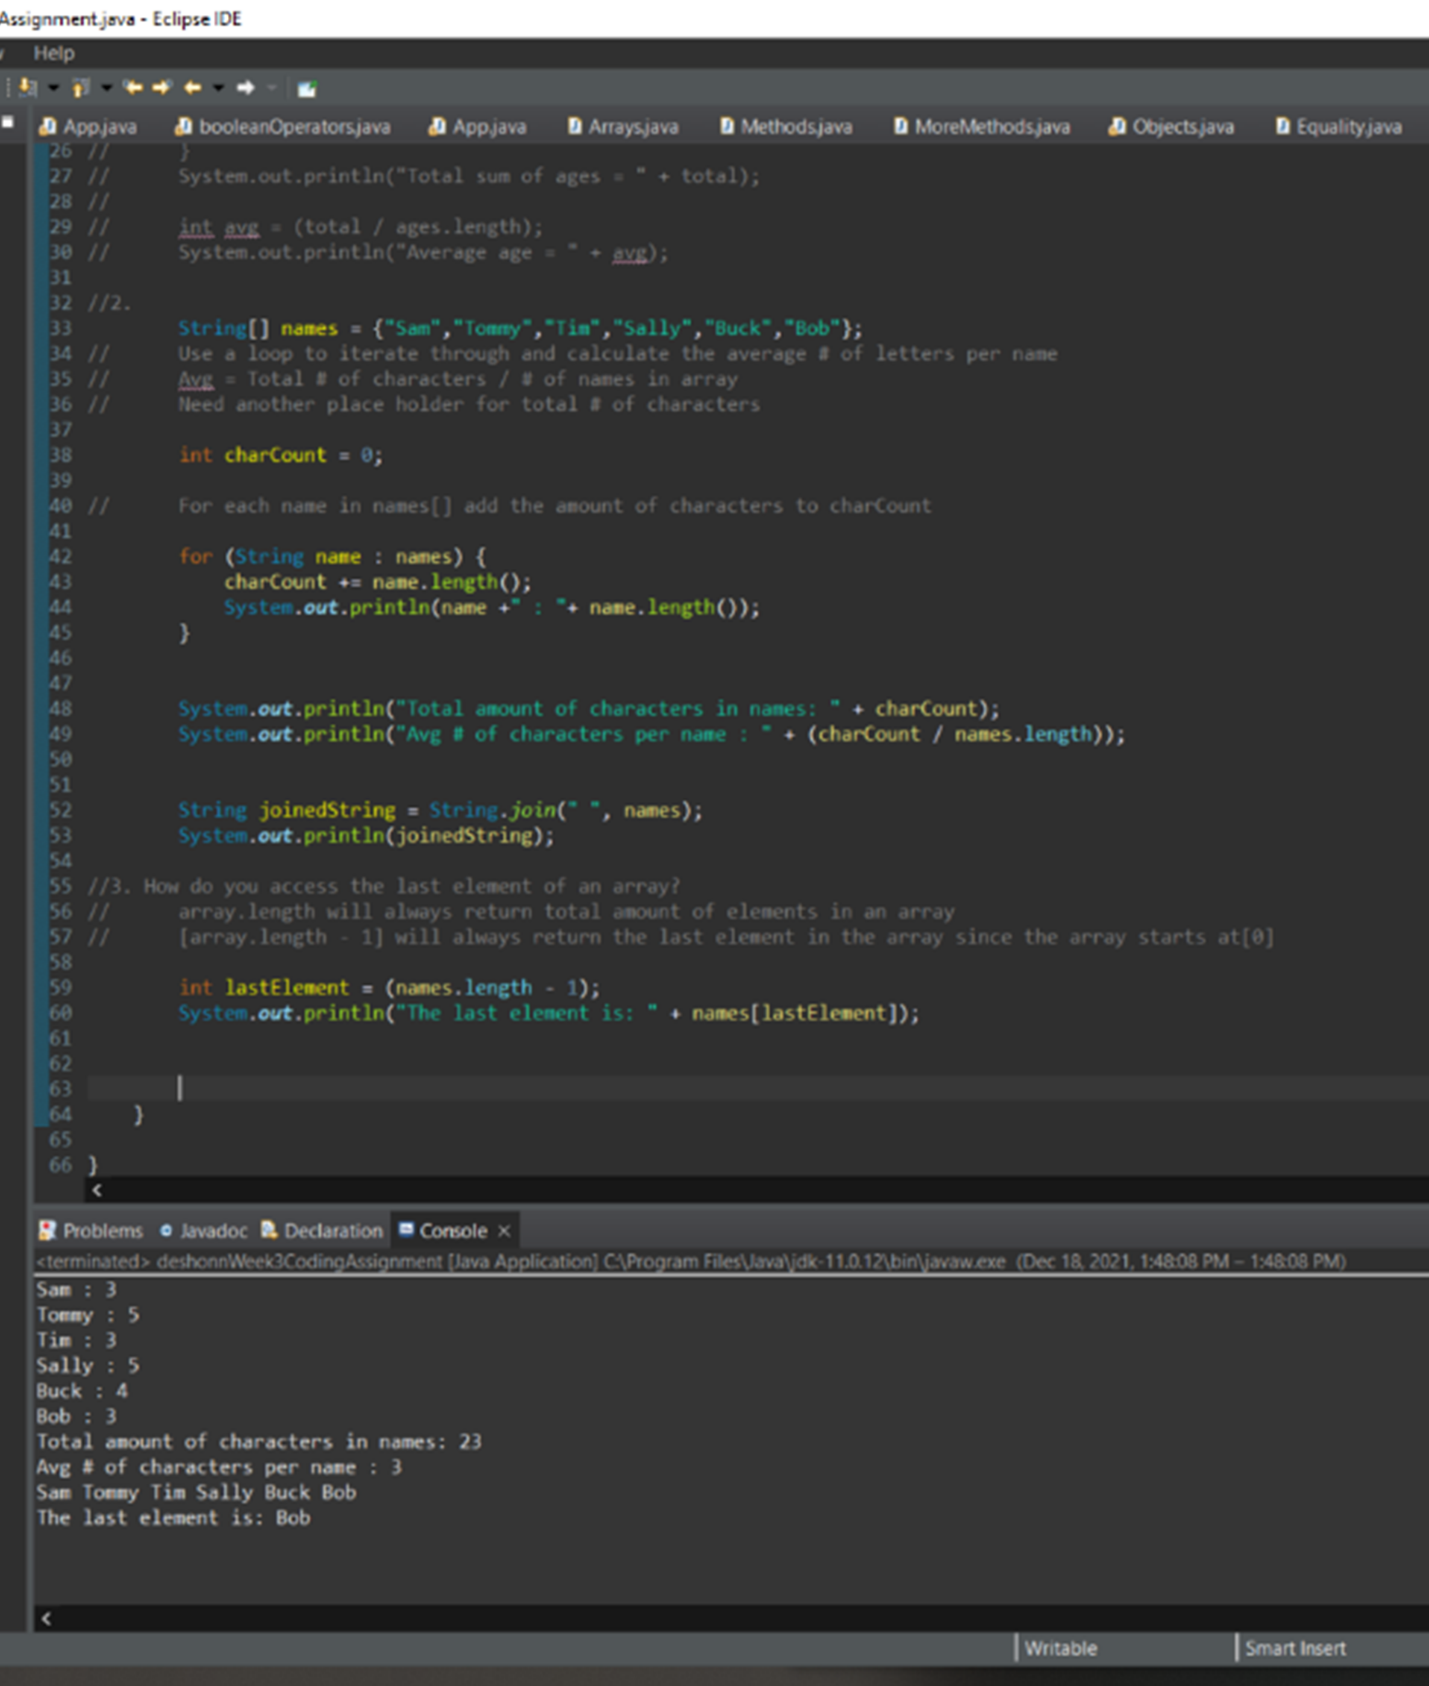 Assignment.java - Eclipse IDE
Help
App.java booleanOperators.java App.java Arrays.java Methods.java MoreMethods.java Objects.java Equality.java
26 //      }
27 //      System.out.println("Total sum of ages = " + total);
28 //
29 //      int avg = (total / ages.length);
30 //      System.out.println("Average age = " + avg);
31
32 //2.
33         String[] names = {"Sam","Tommy","Tim","Sally","Buck","Bob"};
34 //      Use a loop to iterate through and calculate the average # of letters per name
35 //      Avg = Total # of characters / # of names in array
36 //      Need another place holder for total # of characters
37
38         int charCount = 0;
39
40 //      For each name in names[] add the amount of characters to charCount
41
42         for (String name : names) {
43             charCount += name.length();
44             System.out.println(name +" : "+ name.length());
45         }
46
47
48         System.out.println("Total amount of characters in names: " + charCount);
49         System.out.println("Avg # of characters per name : " + (charCount / names.length));
50
51
52         String joinedString = String.join(" ", names);
53         System.out.println(joinedString);
54
55 //3. How do you access the last element of an array?
56 //      array.length will always return total amount of elements in an array
57 //      [array.length - 1] will always return the last element in the array since the array starts at[0]
58
59         int lastElement = (names.length - 1);
60         System.out.println("The last element is: " + names[lastElement]);
61
62
63
64     }
65
66 }
Problems Javadoc Declaration Console
<terminated> deshonnWeek3CodingAssignment [Java Application] C:\Program Files\Java\jdk-11.0.12\bin\javaw.exe (Dec 18, 2021, 1:48:08 PM – 1:48:08 PM)
Sam : 3
Tommy : 5
Tim : 3
Sally : 5
Buck : 4
Bob : 3
Total amount of characters in names: 23
Avg # of characters per name : 3
Sam Tommy Tim Sally Buck Bob
The last element is: Bob
Writable Smart Insert